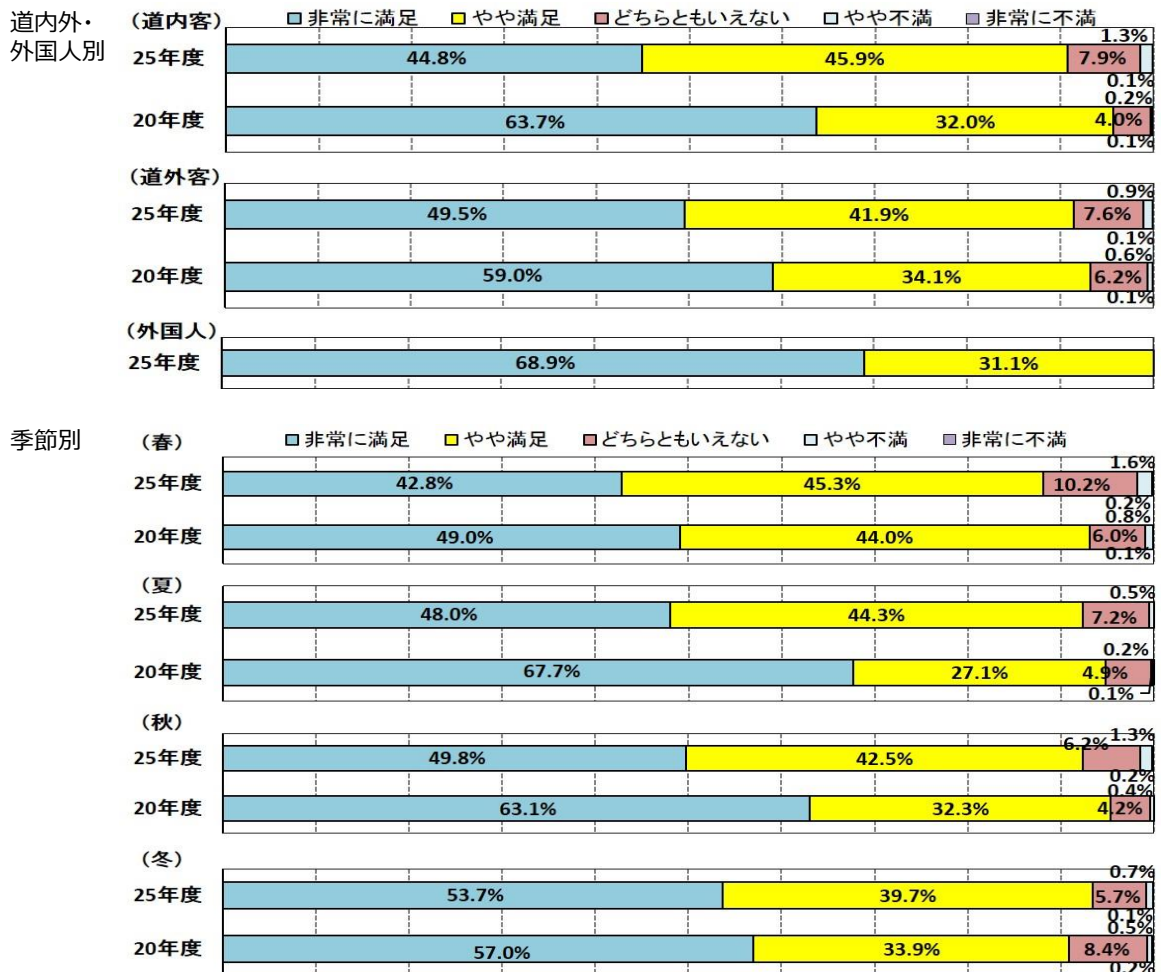 道内外・
外国人別
（道内客）
非常に満足 やや満足 どちらともいえない やや不満 非常に不満
25年度 44.8% 45.9% 7.9% 1.3% 0.1%
20年度 63.7% 32.0% 4.0% 0.2% 0.1%
（道外客）
25年度 49.5% 41.9% 7.6% 0.9% 0.1%
20年度 59.0% 34.1% 6.2% 0.6% 0.1%
（外国人）
25年度 68.9% 31.1%
季節別
（春）
非常に満足 やや満足 どちらともいえない やや不満 非常に不満
25年度 42.8% 45.3% 10.2% 1.6% 0.2%
20年度 49.0% 44.0% 6.0% 0.8% 0.1%
（夏）
25年度 48.0% 44.3% 7.2% 0.5%
20年度 67.7% 27.1% 4.9% 0.2% 0.1%
（秋）
25年度 49.8% 42.5% 6.2% 1.3% 0.2%
20年度 63.1% 32.3% 4.2% 0.4%
（冬）
25年度 53.7% 39.7% 5.7% 0.7% 0.1%
20年度 57.0% 33.9% 8.4% 0.5% 0.2%